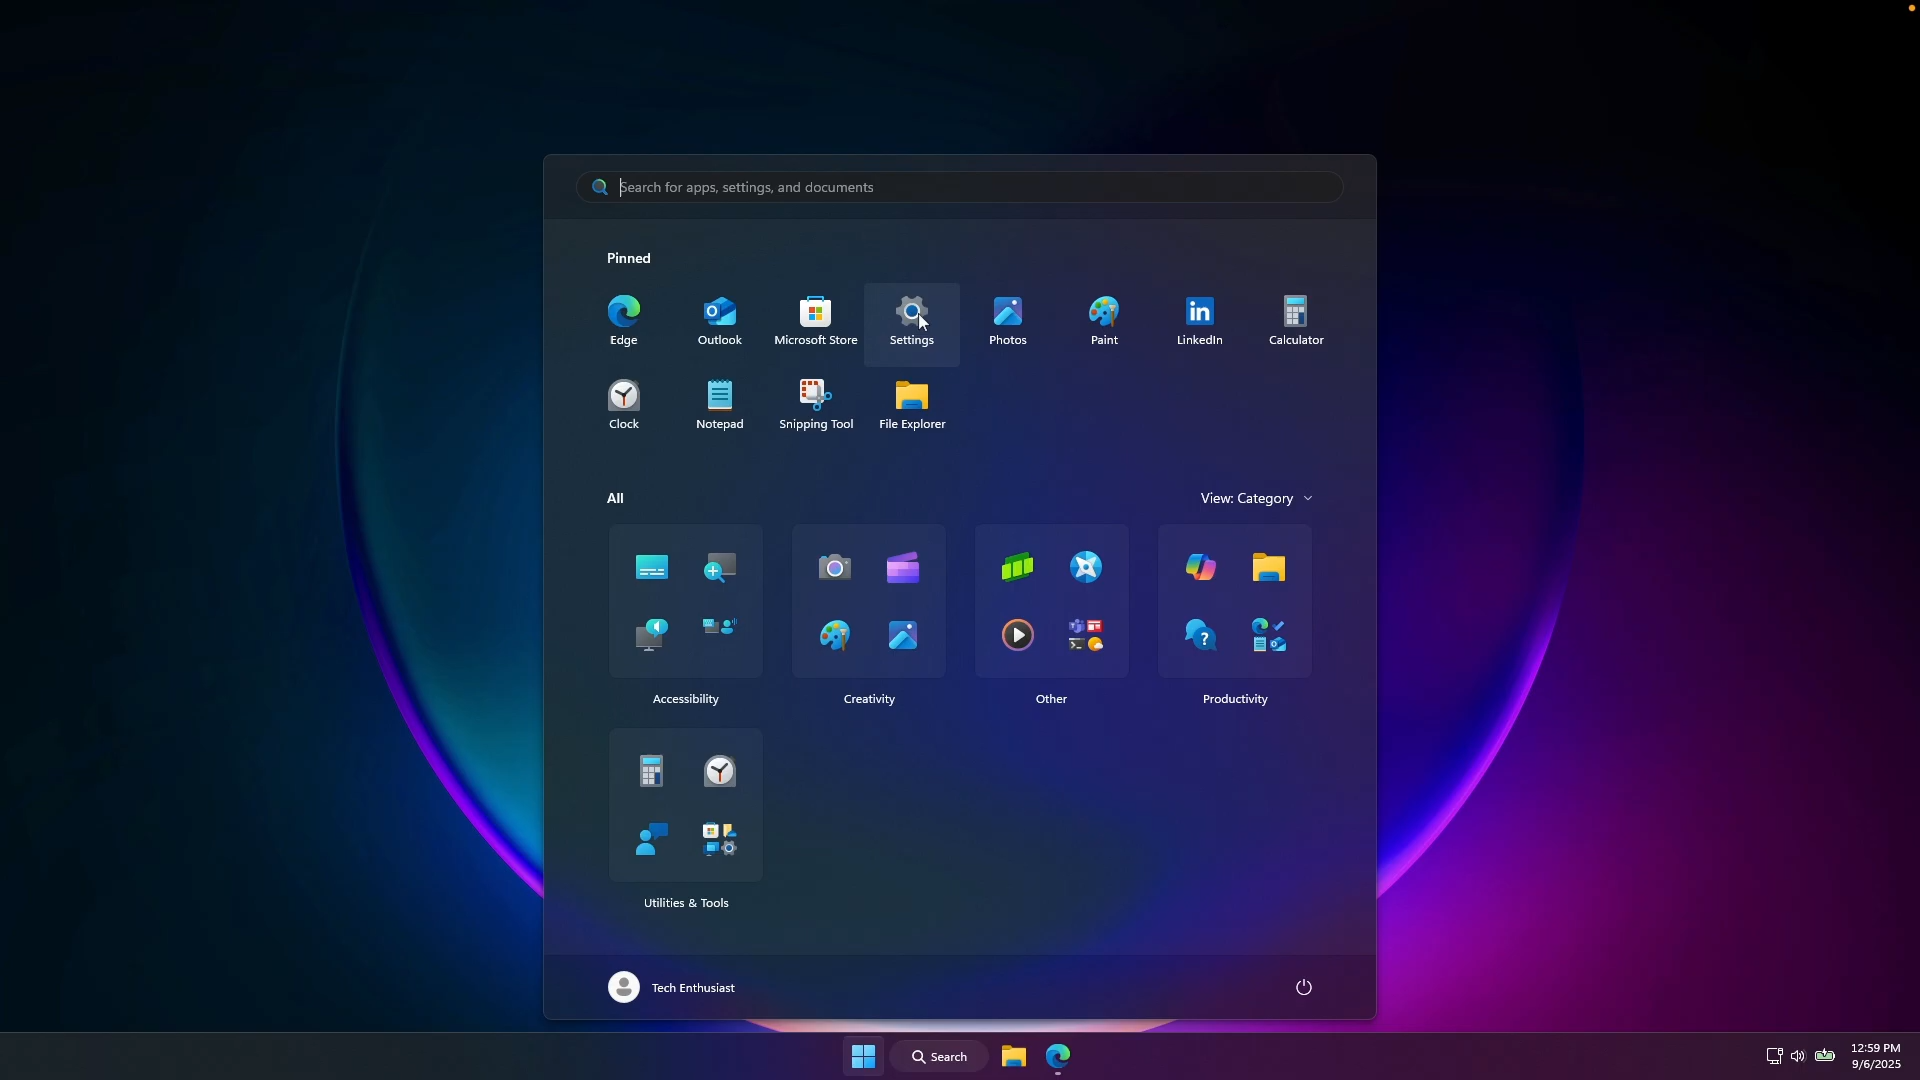 Search for apps, settings, and documents
Pinned
Edge
Outlook
Microsoft Store
Settings
Photos
Paint
LinkedIn
Calculator
Clock
Notepad
Snipping Tool
File Explorer
All
View: Category
Accessibility
Creativity
Other
Productivity
Utilities & Tools
Tech Enthusiast
Search
12:59 PM
9/6/2025